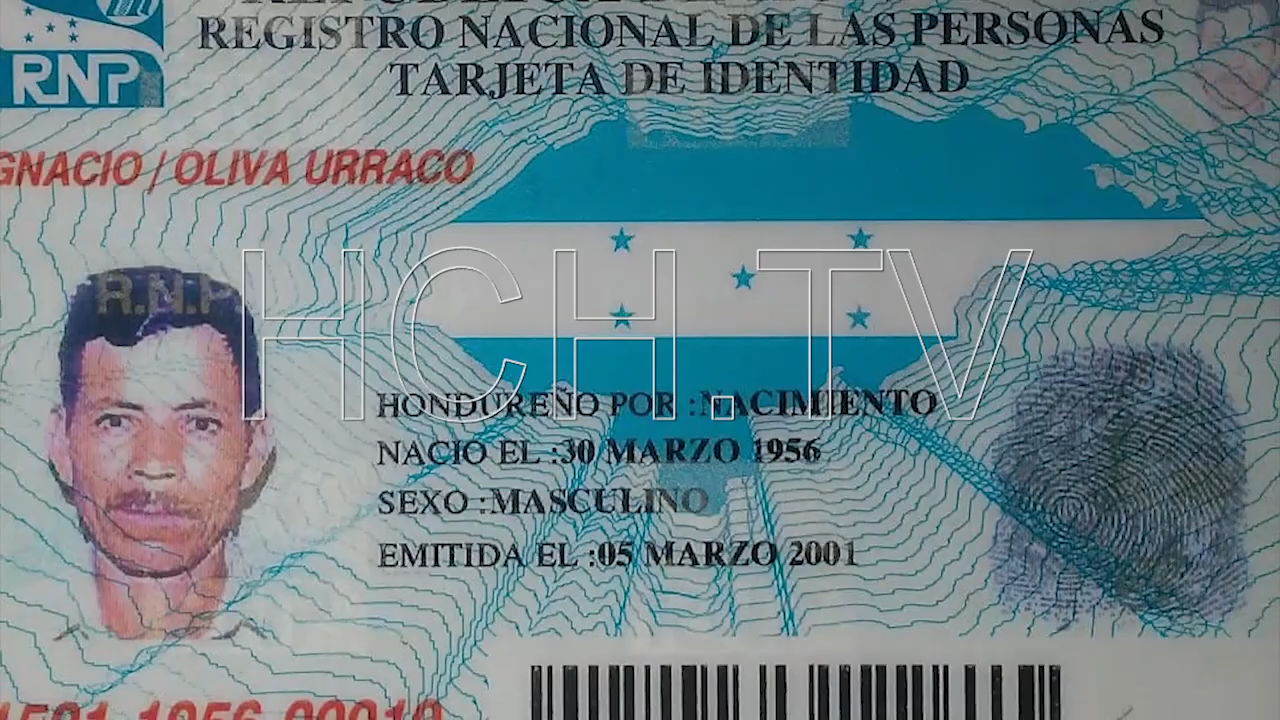 REGISTRO NACIONAL DE LAS PERSONAS
TARJETA DE IDENTIDAD
RNP
GNACIO / OLIVA URRACO
R.N.P
HCH.TV
HONDUREÑO POR :NACIMIENTO
NACIO EL :30 MARZO 1956
SEXO :MASCULINO
EMITIDA EL :05 MARZO 2001